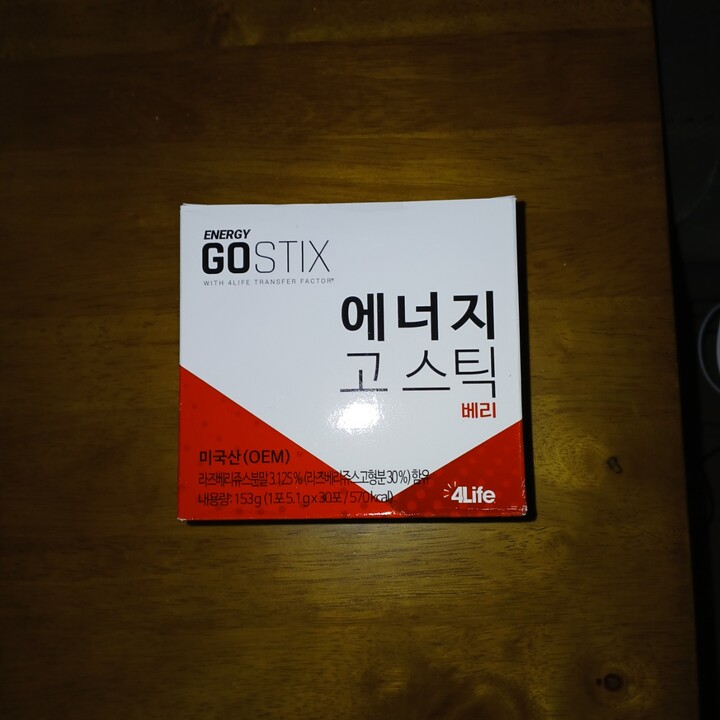 ENERGY
GOSTIX
WITH 4LIFE TRANSFER FACTOR®
에너지
고 스틱
베리
미국산(OEM)
라즈베리쥬스분말 3.125% (라즈베리쥬스고형분 30%) 함유
내용량: 153g (1포 5.1g x 30포 / 570kcal)
4Life